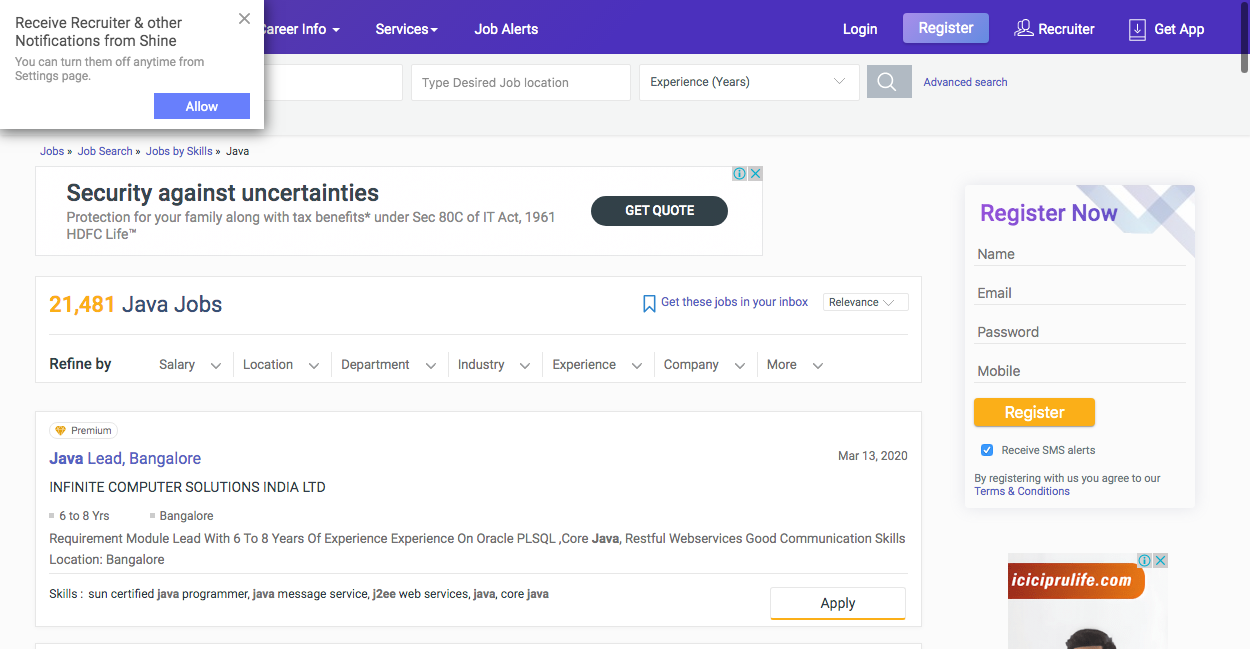 Receive Recruiter & other
Notifications from Shine
You can turn them off anytime from
Settings page.
Allow
Career Info
Services
Job Alerts
Login
Register
Recruiter
Get App
Type Desired Job location
Experience (Years)
Advanced search
Jobs » Job Search » Jobs by Skills » Java
Security against uncertainties
Protection for your family along with tax benefits* under Sec 80C of IT Act, 1961
HDFC Life™
GET QUOTE
21,481 Java Jobs
Get these jobs in your inbox
Relevance
Refine by
Salary
Location
Department
Industry
Experience
Company
More
Premium
Java Lead, Bangalore
Mar 13, 2020
INFINITE COMPUTER SOLUTIONS INDIA LTD
6 to 8 Yrs
Bangalore
Requirement Module Lead With 6 To 8 Years Of Experience Experience On Oracle PLSQL ,Core Java, Restful Webservices Good Communication Skills
Location: Bangalore
Skills : sun certified java programmer, java message service, j2ee web services, java, core java
Apply
Register Now
Name
Email
Password
Mobile
Register
Receive SMS alerts
By registering with us you agree to our
Terms & Conditions
iciciprulife.com